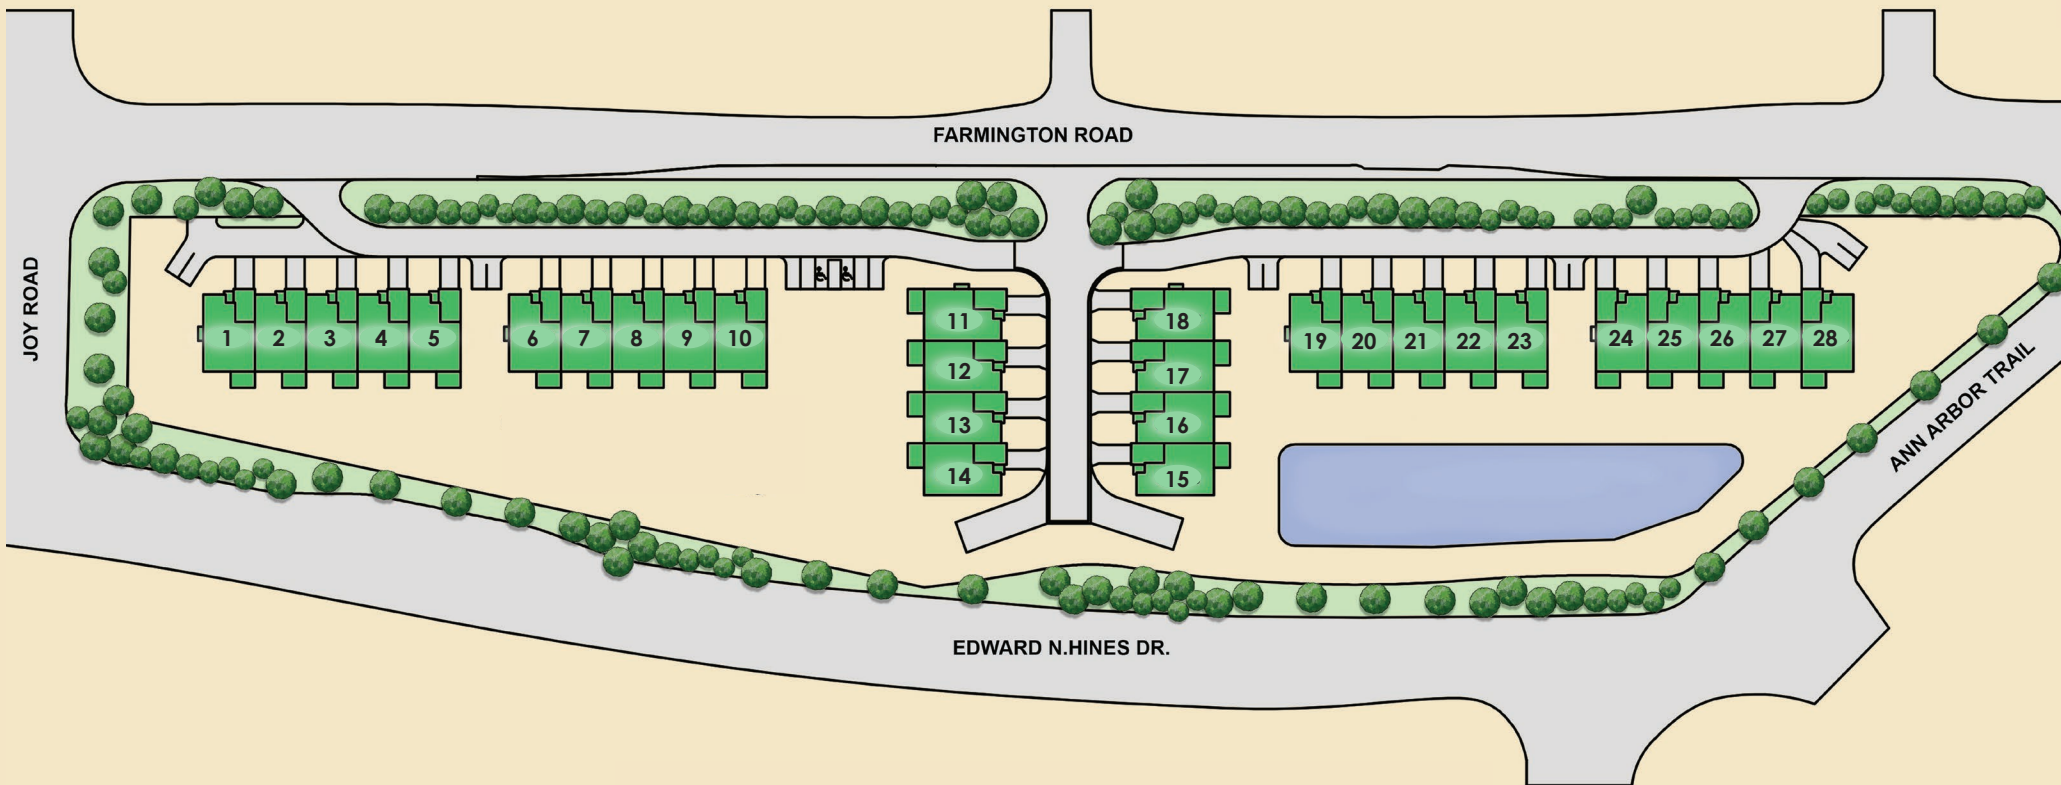 FARMINGTON ROAD
JOY ROAD
1 2 3 4 5
6 7 8 9 10
11
12
13
14
18
17
16
15
19 20 21 22 23
24 25 26 27 28
ANN ARBOR TRAIL
EDWARD N.HINES DR.